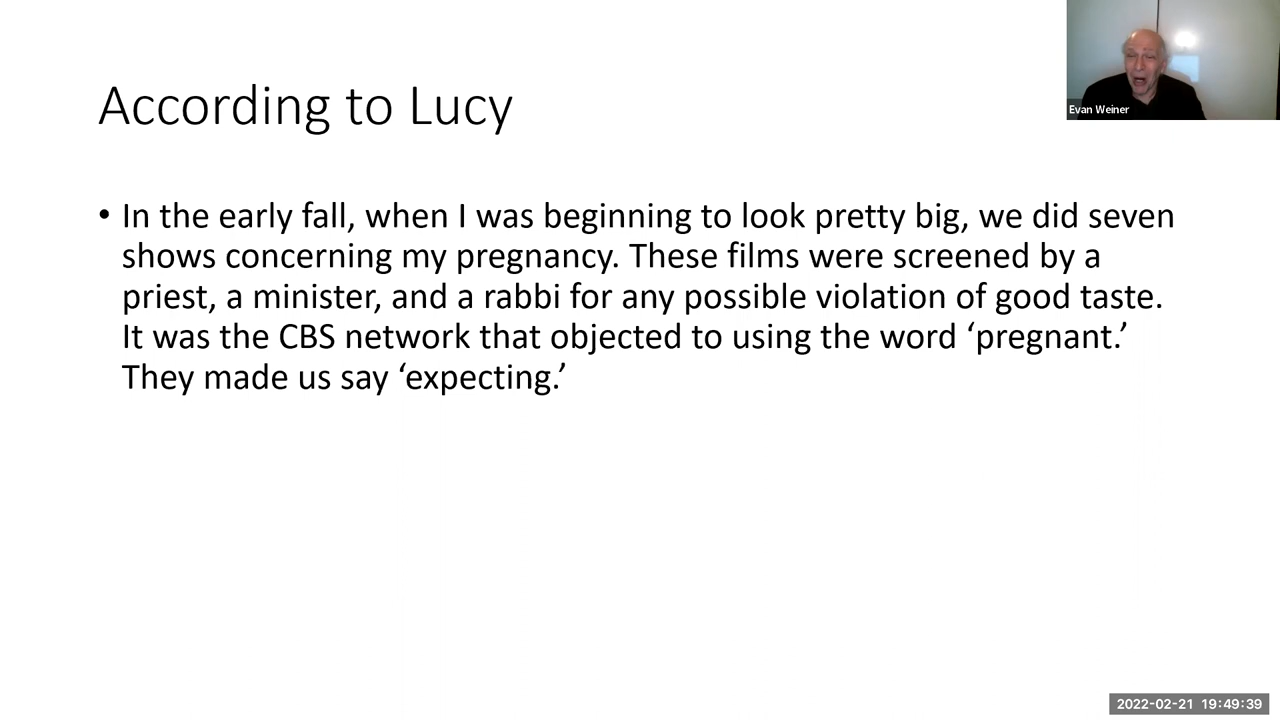 According to Lucy
Evan Weiner
• In the early fall, when I was beginning to look pretty big, we did seven
shows concerning my pregnancy. These films were screened by a
priest, a minister, and a rabbi for any possible violation of good taste.
It was the CBS network that objected to using the word ‘pregnant.’
They made us say ‘expecting.’
2022-02-21 19:49:39